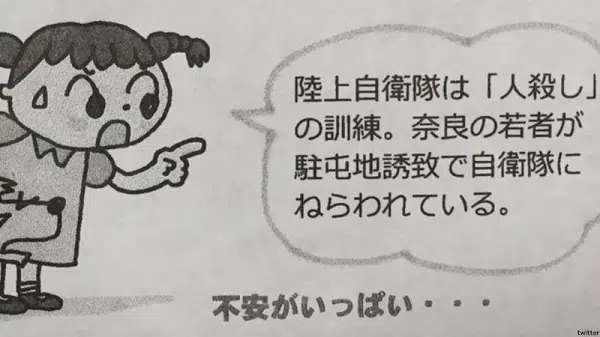 陸上自衛隊は「人殺し」
の訓練。奈良の若者が
駐屯地誘致で自衛隊に
ねらわれている。
不安がいっぱい・・・
twitter